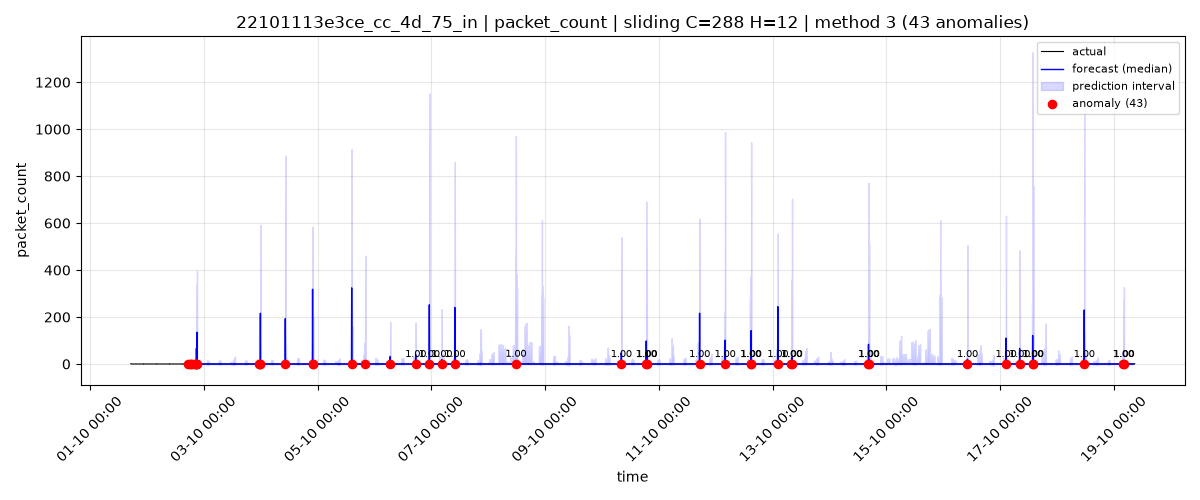 22101113e3ce_cc_4d_75_in | packet_count | sliding C=288 H=12 | method 3 (43 anomalies)
actual
forecast (median)
prediction interval
anomaly (43)
1200
1000
800
600
400
200
0
packet_count
1.00 1.00 1.00 1.00 1.00 1.00 1.00 1.00 1.00 1.00 1.00 1.00 1.00 1.00 1.00 1.00 1.00 1.00 1.00
01-10 00:00
03-10 00:00
05-10 00:00
07-10 00:00
09-10 00:00
11-10 00:00
13-10 00:00
15-10 00:00
17-10 00:00
19-10 00:00
time